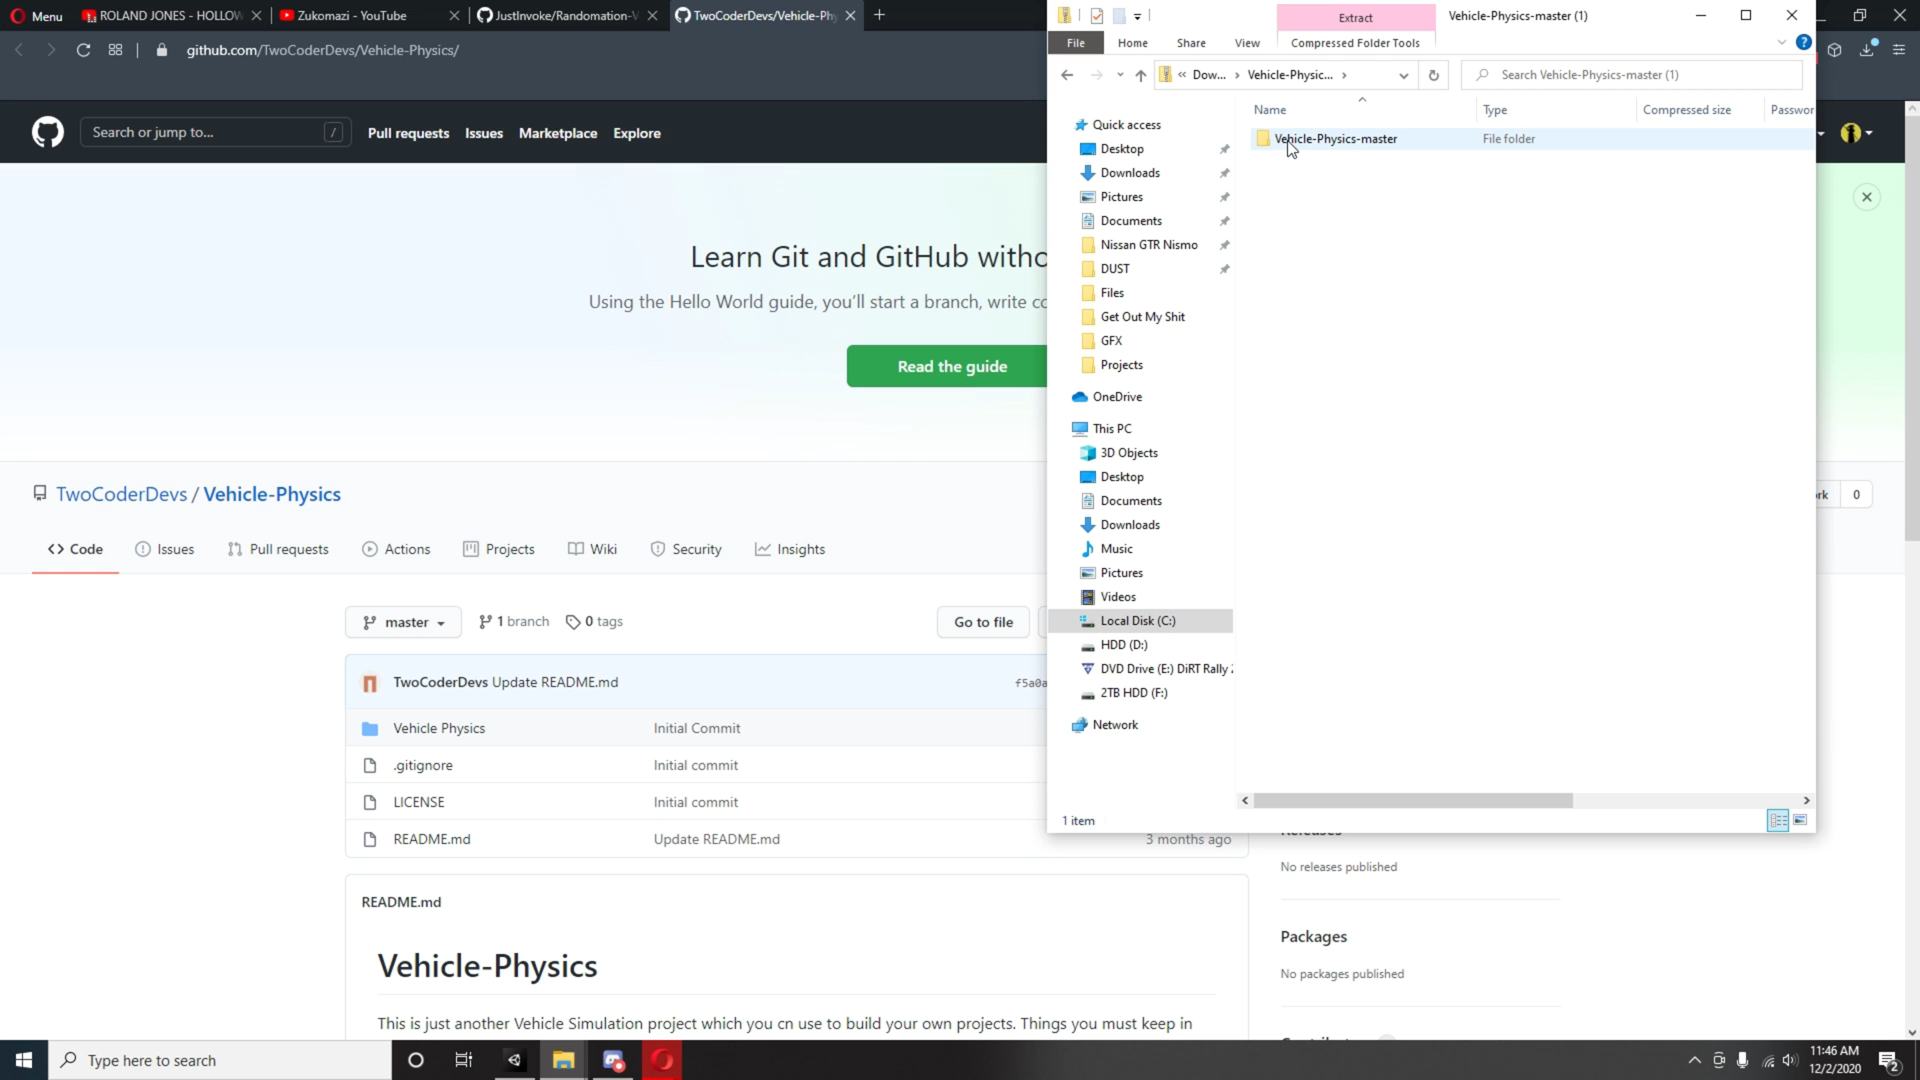 Menu
ROLAND JONES - HOLLOW
Zukomazi - YouTube
JustInvoke/Randomation-V
TwoCoderDevs/Vehicle-Phy
github.com/TwoCoderDevs/Vehicle-Physics/
Extract
Vehicle-Physics-master (1)
File
Home
Share
View
Compressed Folder Tools
« Dow... › Vehicle-Physic... ›
Search Vehicle-Physics-master (1)
Name
Type
Compressed size
Passwor
Vehicle-Physics-master
File folder
Quick access
Desktop
Downloads
Pictures
Documents
Nissan GTR Nismo
DUST
Files
Get Out My Shit
GFX
Projects
OneDrive
This PC
3D Objects
Desktop
Documents
Downloads
Music
Pictures
Videos
Local Disk (C:)
HDD (D:)
DVD Drive (E:) DiRT Rally 2
2TB HDD (F:)
Network
1 item
Search or jump to...
/
Pull requests
Issues
Marketplace
Explore
Learn Git and GitHub witho
Using the Hello World guide, you'll start a branch, write co
Read the guide
TwoCoderDevs / Vehicle-Physics
rk
0
Code
Issues
Pull requests
Actions
Projects
Wiki
Security
Insights
master
1 branch
0 tags
Go to file
TwoCoderDevs Update README.md
f5a0a
Vehicle Physics
Initial Commit
.gitignore
Initial commit
LICENSE
Initial commit
README.md
Update README.md
3 months ago
README.md
Vehicle-Physics
This is just another Vehicle Simulation project which you cn use to build your own projects. Things you must keep in
Releases
No releases published
Packages
No packages published
Type here to search
11:46 AM
12/2/2020
2